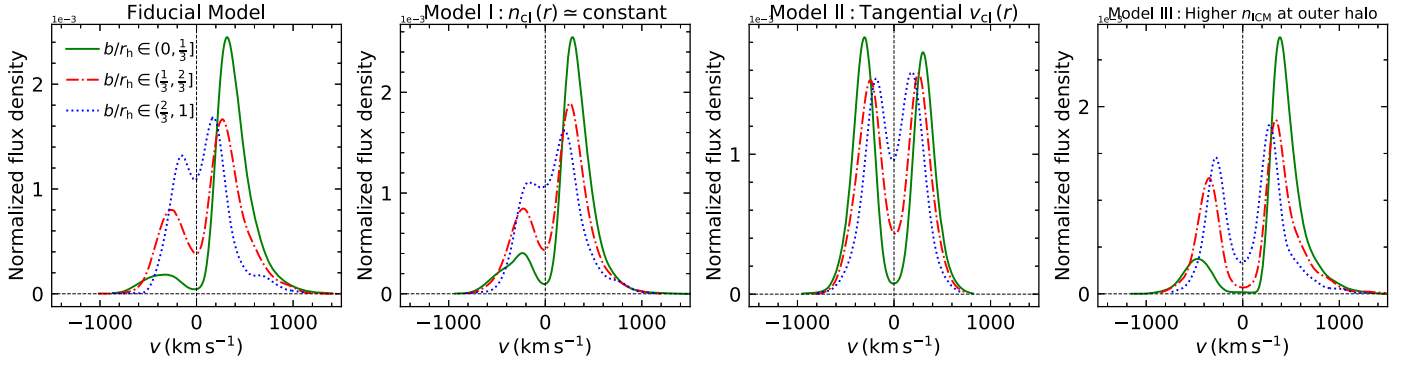 Fiducial Model
1e−3
Normalized flux density
2
1
0
b/r_h ∈ (0, 1/3]
b/r_h ∈ (1/3, 2/3]
b/r_h ∈ (2/3, 1]
−1000 0 1000
v (km s⁻¹)
Model I : n_cl(r) ≃ constant
1e−3
Normalized flux density
2
1
0
−1000 0 1000
v (km s⁻¹)
Model II : Tangential v_cl(r)
1e−3
Normalized flux density
1
0
−1000 0 1000
v (km s⁻¹)
Model III : Higher n_ICM at outer halo
1e−3
Normalized flux density
2
1
0
−1000 0 1000
v (km s⁻¹)